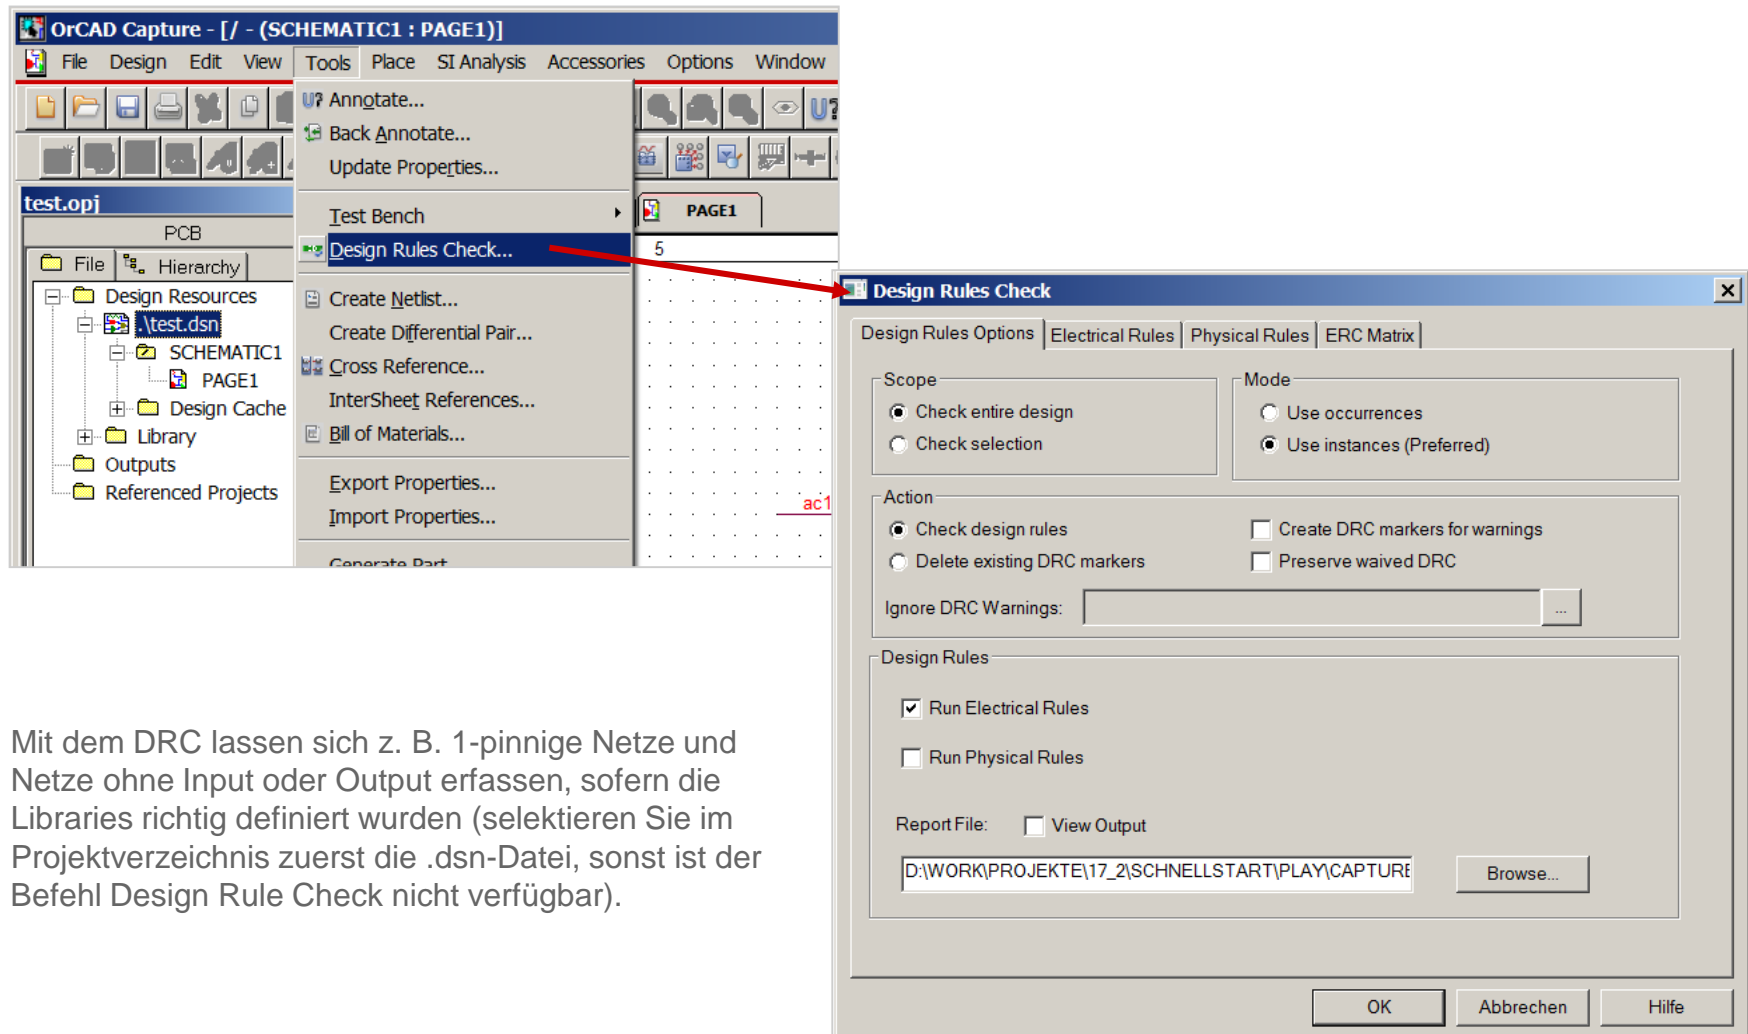 OrCAD Capture - [/ - (SCHEMATIC1 : PAGE1)]
File Design Edit View Tools Place SI Analysis Accessories Options Window
Annotate...
Back Annotate...
Update Properties...
Test Bench
Design Rules Check...
Create Netlist...
Create Differential Pair...
Cross Reference...
InterSheet References...
Bill of Materials...
Export Properties...
Import Properties...
Generate Part
U?
test.opj
PCB
File Hierarchy
Design Resources
.\test.dsn
SCHEMATIC1
PAGE1
Design Cache
Library
Outputs
Referenced Projects
PAGE1
5
ac1
Design Rules Check
Design Rules Options Electrical Rules Physical Rules ERC Matrix
Scope
Check entire design
Check selection
Mode
Use occurrences
Use instances (Preferred)
Action
Check design rules
Create DRC markers for warnings
Delete existing DRC markers
Preserve waived DRC
Ignore DRC Warnings: ...
Design Rules
Run Electrical Rules
Run Physical Rules
Report File: View Output
D:\WORK\PROJEKTE\17_2\SCHNELLSTART\PLAY\CAPTURE
Browse...
OK Abbrechen Hilfe
Mit dem DRC lassen sich z. B. 1-pinnige Netze und
Netze ohne Input oder Output erfassen, sofern die
Libraries richtig definiert wurden (selektieren Sie im
Projektverzeichnis zuerst die .dsn-Datei, sonst ist der
Befehl Design Rule Check nicht verfügbar).